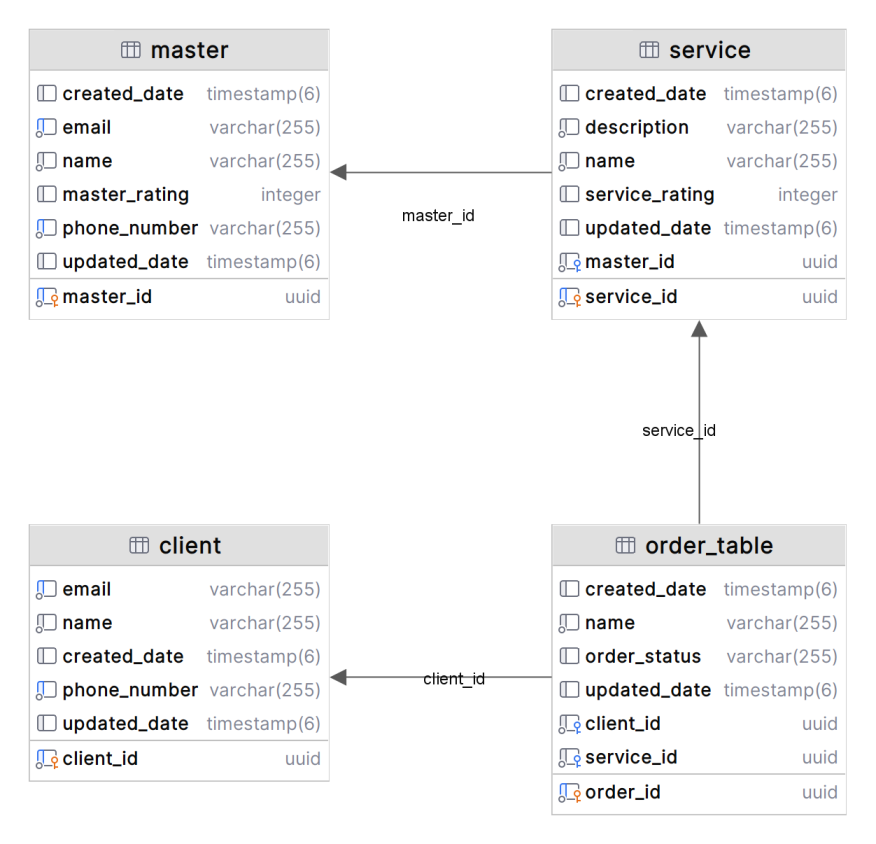 master
created_date timestamp(6)
email varchar(255)
name varchar(255)
master_rating integer
phone_number varchar(255)
updated_date timestamp(6)
master_id uuid
master_id
service
created_date timestamp(6)
description varchar(255)
name varchar(255)
service_rating integer
updated_date timestamp(6)
master_id uuid
service_id uuid
service_id
client
email varchar(255)
name varchar(255)
created_date timestamp(6)
phone_number varchar(255)
updated_date timestamp(6)
client_id uuid
client_id
order_table
created_date timestamp(6)
name varchar(255)
order_status varchar(255)
updated_date timestamp(6)
client_id uuid
service_id uuid
order_id uuid